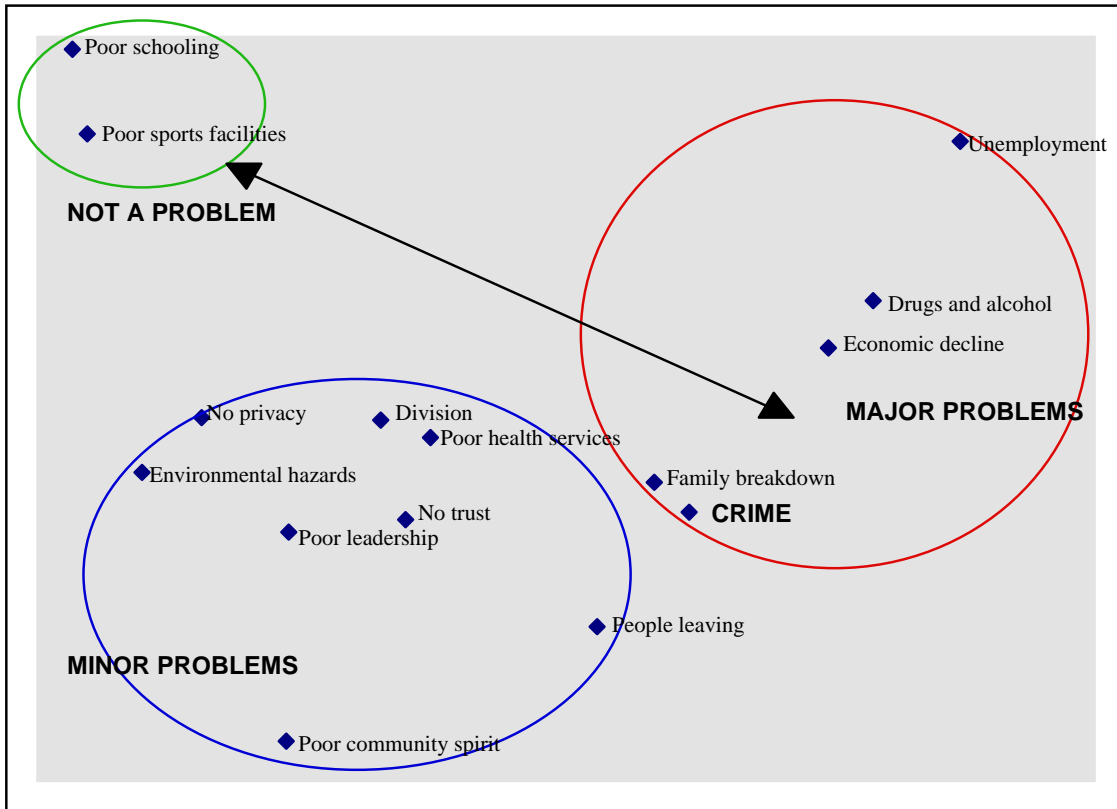 Poor schooling
Poor sports facilities
Unemployment
NOT A PROBLEM
Drugs and alcohol
Economic decline
MAJOR PROBLEMS
No privacy
Division
Poor health services
Environmental hazards
Family breakdown
No trust
CRIME
Poor leadership
People leaving
MINOR PROBLEMS
Poor community spirit